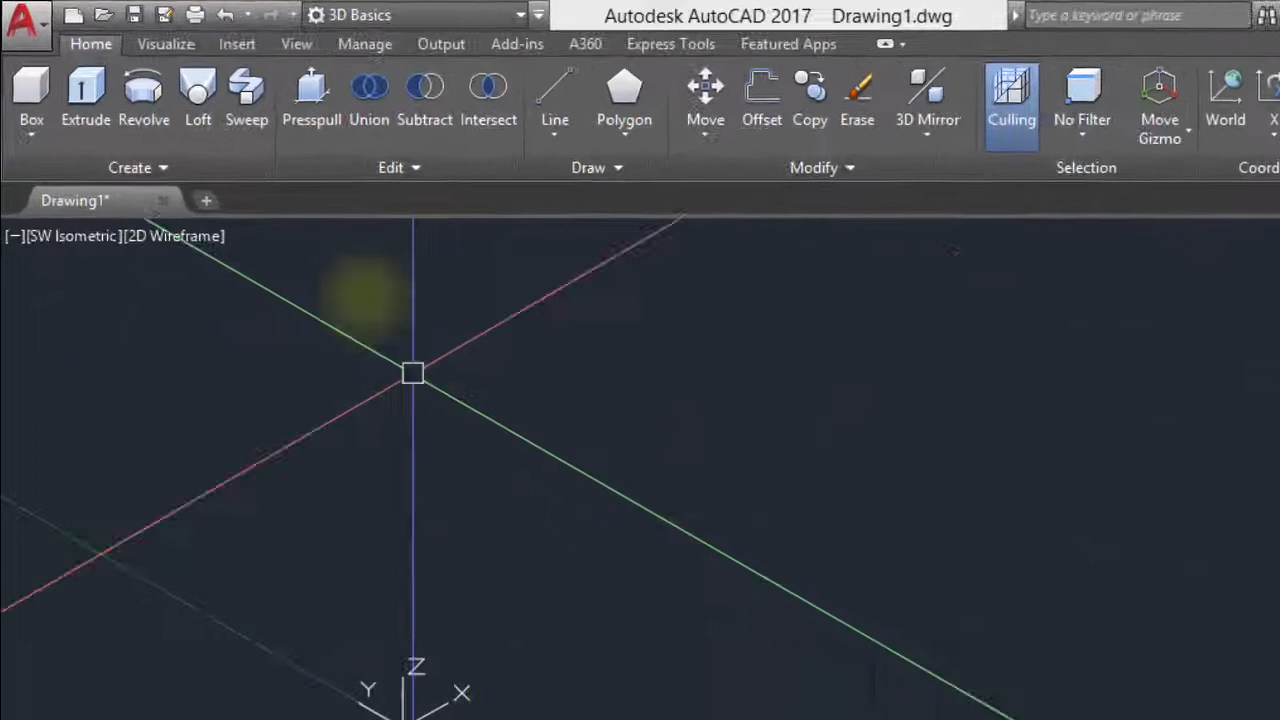 3D Basics
Autodesk AutoCAD 2017 Drawing1.dwg
Type a keyword or phrase
Home Visualize Insert View Manage Output Add-ins A360 Express Tools Featured Apps
Box Extrude Revolve Loft Sweep Presspull Union Subtract Intersect Line Polygon Move Offset Copy Erase 3D Mirror Culling No Filter Move Gizmo World X
Create Edit Draw Modify Selection Coord
Drawing1*
[−][SW Isometric][2D Wireframe]
Z
Y X